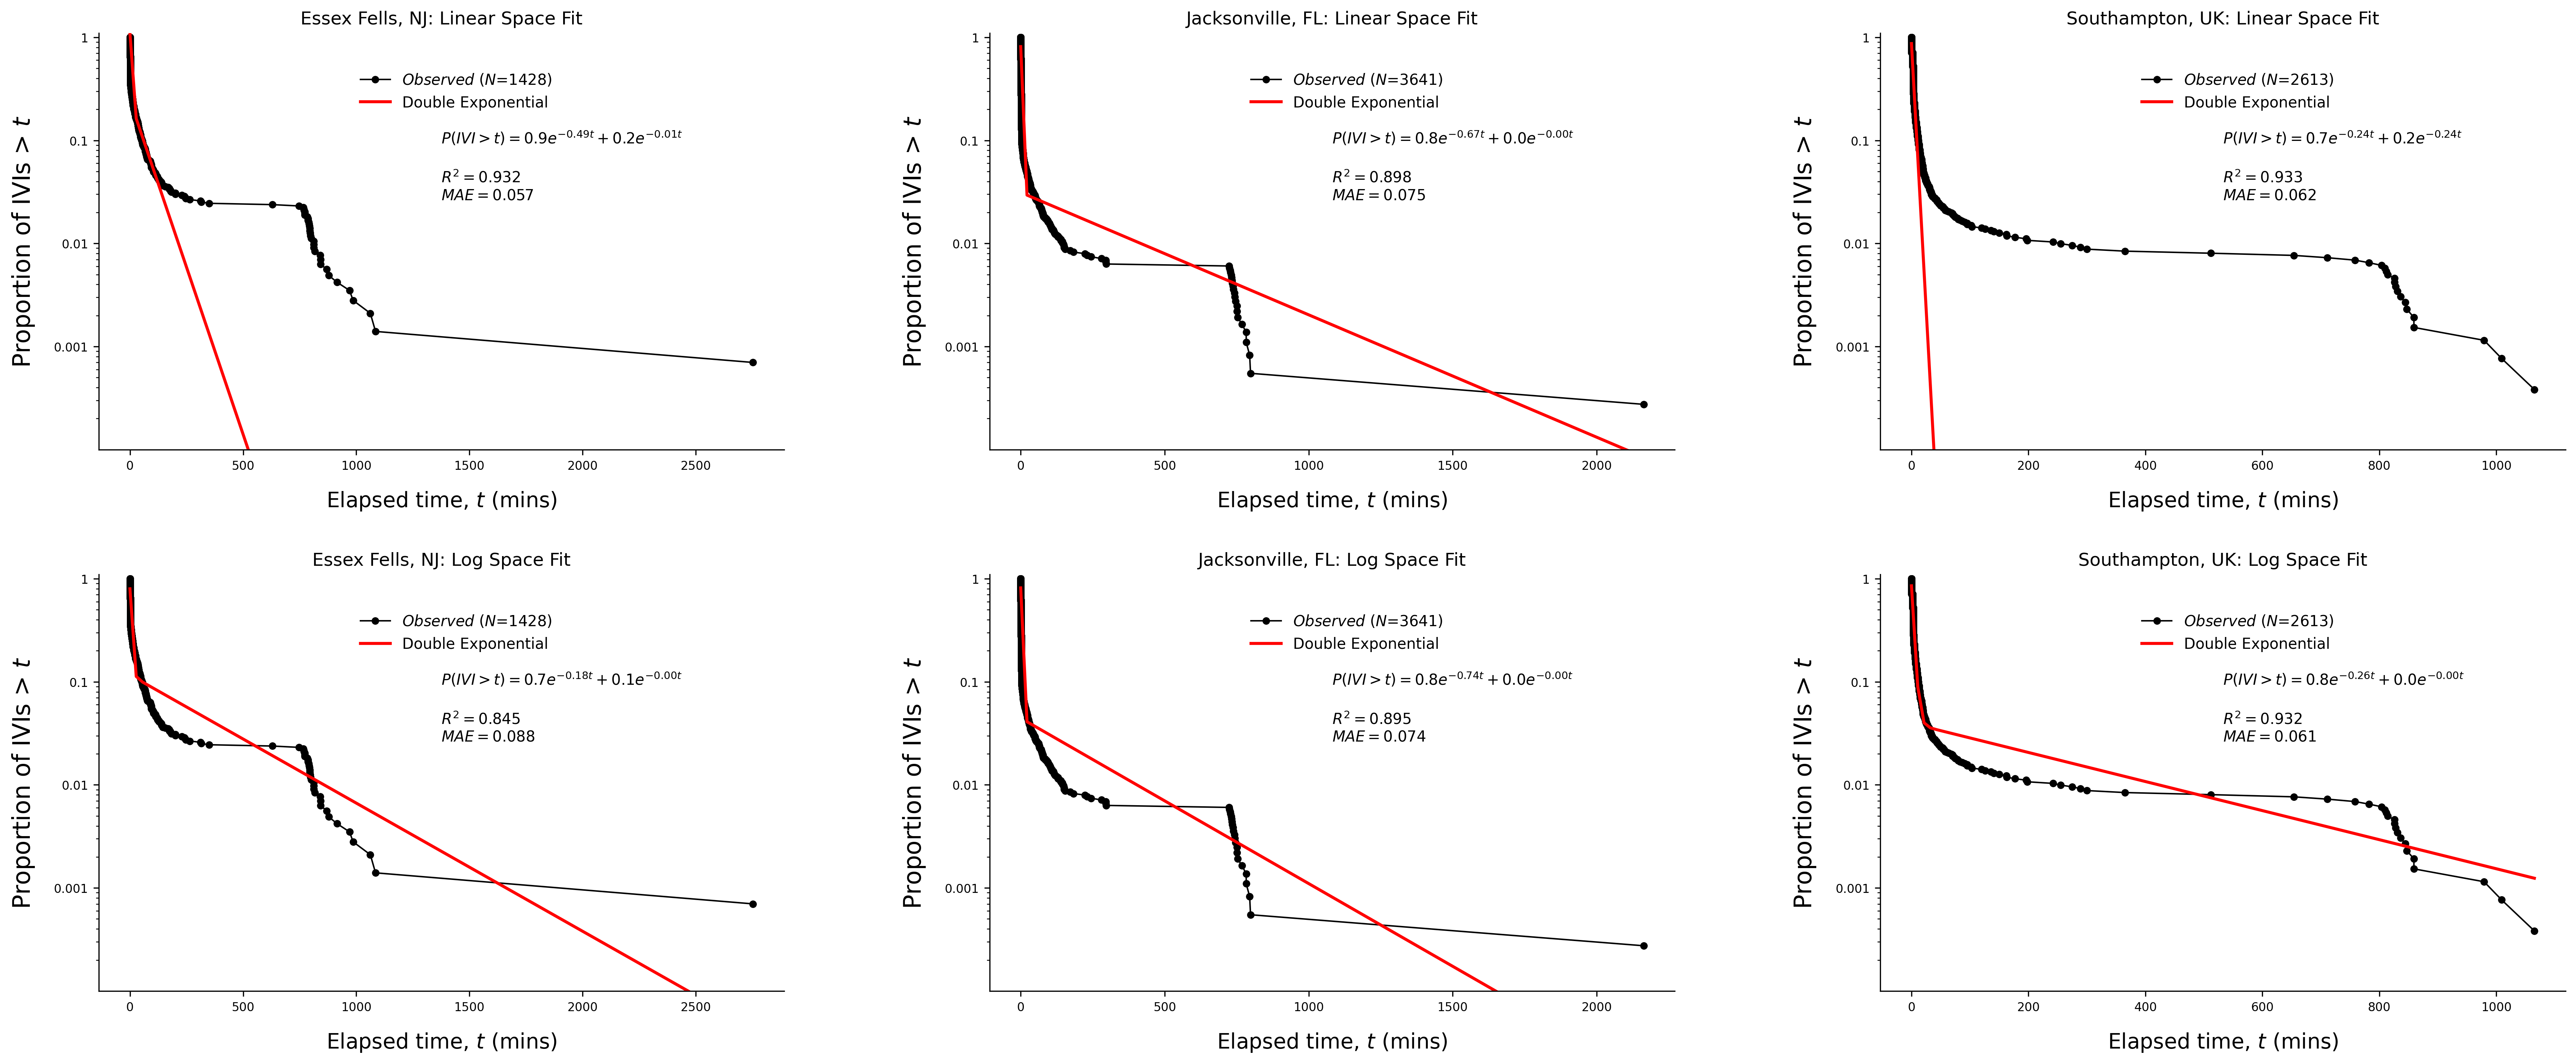 Essex Fells, NJ: Linear Space Fit
Proportion of IVIs > t
1
0.1
0.01
0.001
Observed (N=1428)
Double Exponential
P(IVI > t) = 0.9e^{-0.49t} + 0.2e^{-0.01t}
R² = 0.932
MAE = 0.057
0 500 1000 1500 2000 2500
Elapsed time, t (mins)
Jacksonville, FL: Linear Space Fit
Proportion of IVIs > t
1
0.1
0.01
0.001
Observed (N=3641)
Double Exponential
P(IVI > t) = 0.8e^{-0.67t} + 0.0e^{-0.00t}
R² = 0.898
MAE = 0.075
0 500 1000 1500 2000
Elapsed time, t (mins)
Southampton, UK: Linear Space Fit
Proportion of IVIs > t
1
0.1
0.01
0.001
Observed (N=2613)
Double Exponential
P(IVI > t) = 0.7e^{-0.24t} + 0.2e^{-0.24t}
R² = 0.933
MAE = 0.062
0 200 400 600 800 1000
Elapsed time, t (mins)
Essex Fells, NJ: Log Space Fit
Proportion of IVIs > t
1
0.1
0.01
0.001
Observed (N=1428)
Double Exponential
P(IVI > t) = 0.7e^{-0.18t} + 0.1e^{-0.00t}
R² = 0.845
MAE = 0.088
0 500 1000 1500 2000 2500
Elapsed time, t (mins)
Jacksonville, FL: Log Space Fit
Proportion of IVIs > t
1
0.1
0.01
0.001
Observed (N=3641)
Double Exponential
P(IVI > t) = 0.8e^{-0.74t} + 0.0e^{-0.00t}
R² = 0.895
MAE = 0.074
0 500 1000 1500 2000
Elapsed time, t (mins)
Southampton, UK: Log Space Fit
Proportion of IVIs > t
1
0.1
0.01
0.001
Observed (N=2613)
Double Exponential
P(IVI > t) = 0.8e^{-0.26t} + 0.0e^{-0.00t}
R² = 0.932
MAE = 0.061
0 200 400 600 800 1000
Elapsed time, t (mins)